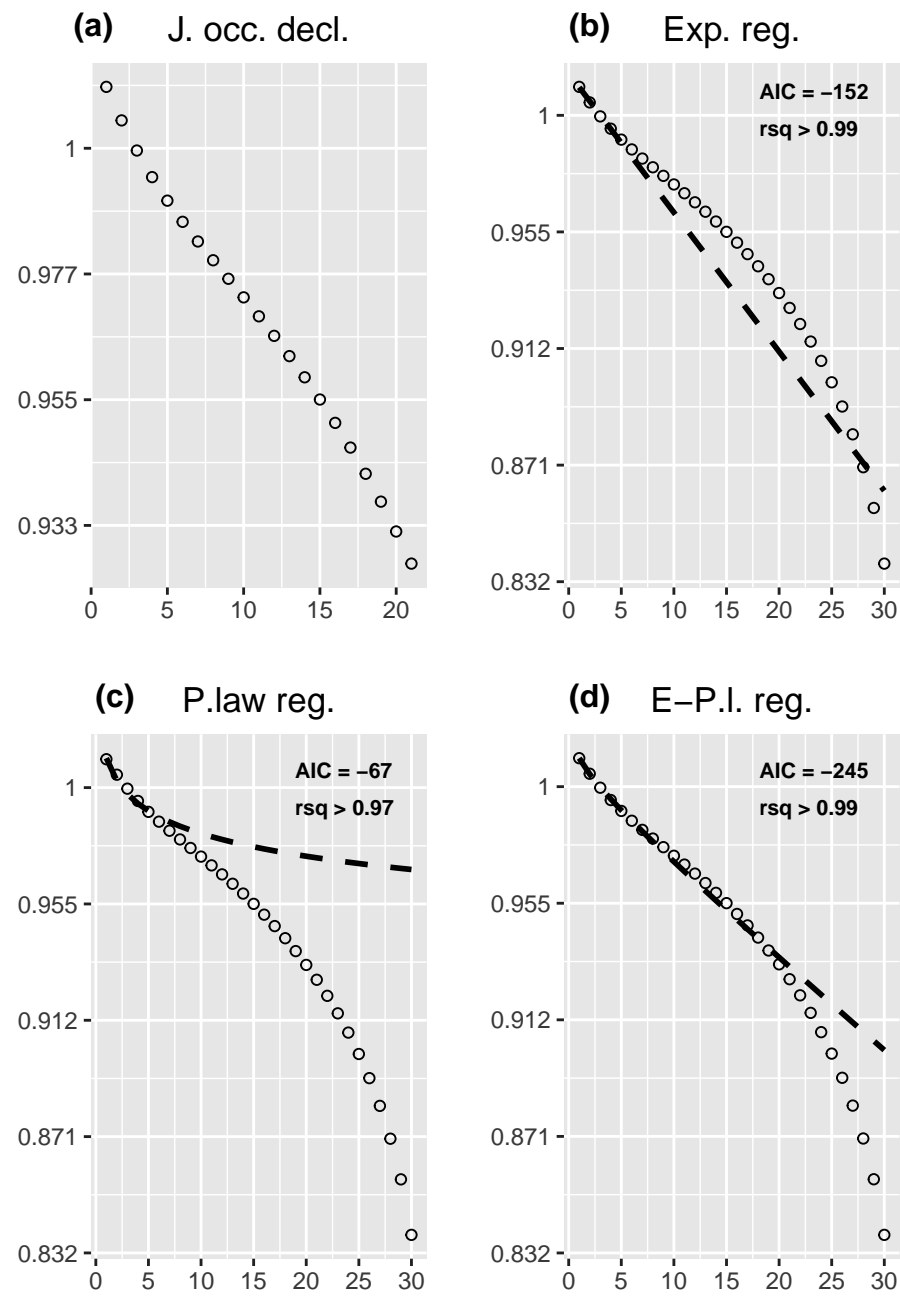 (a) J. occ. decl.
1
0.977
0.955
0.933
0 5 10 15 20
(b) Exp. reg.
AIC = −152
rsq > 0.99
1
0.955
0.912
0.871
0.832
0 5 10 15 20 25 30
(c) P.law reg.
AIC = −67
rsq > 0.97
1
0.955
0.912
0.871
0.832
0 5 10 15 20 25 30
(d) E−P.l. reg.
AIC = −245
rsq > 0.99
1
0.955
0.912
0.871
0.832
0 5 10 15 20 25 30